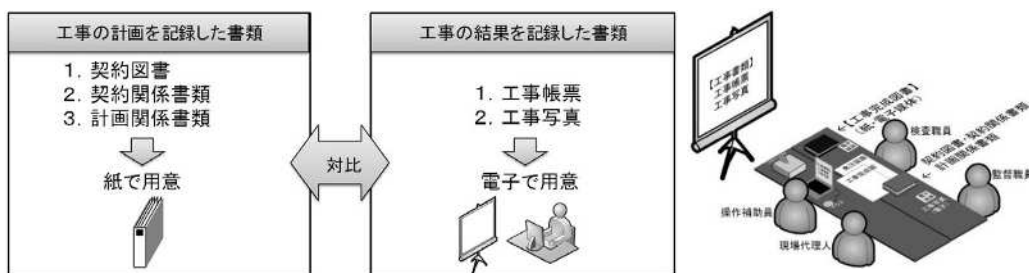 工事の計画を記録した書類
1. 契約図書
2. 契約関係書類
3. 計画関係書類
紙で用意
対比
工事の結果を記録した書類
1. 工事帳票
2. 工事写真
電子で用意
【工事書類】
工事帳票
工事写真
←【工事完成図書】
(紙・電子媒体)
検査職員
契約図書・契約関係書類
計画関係書類
監督職員
操作補助員
現場代理人